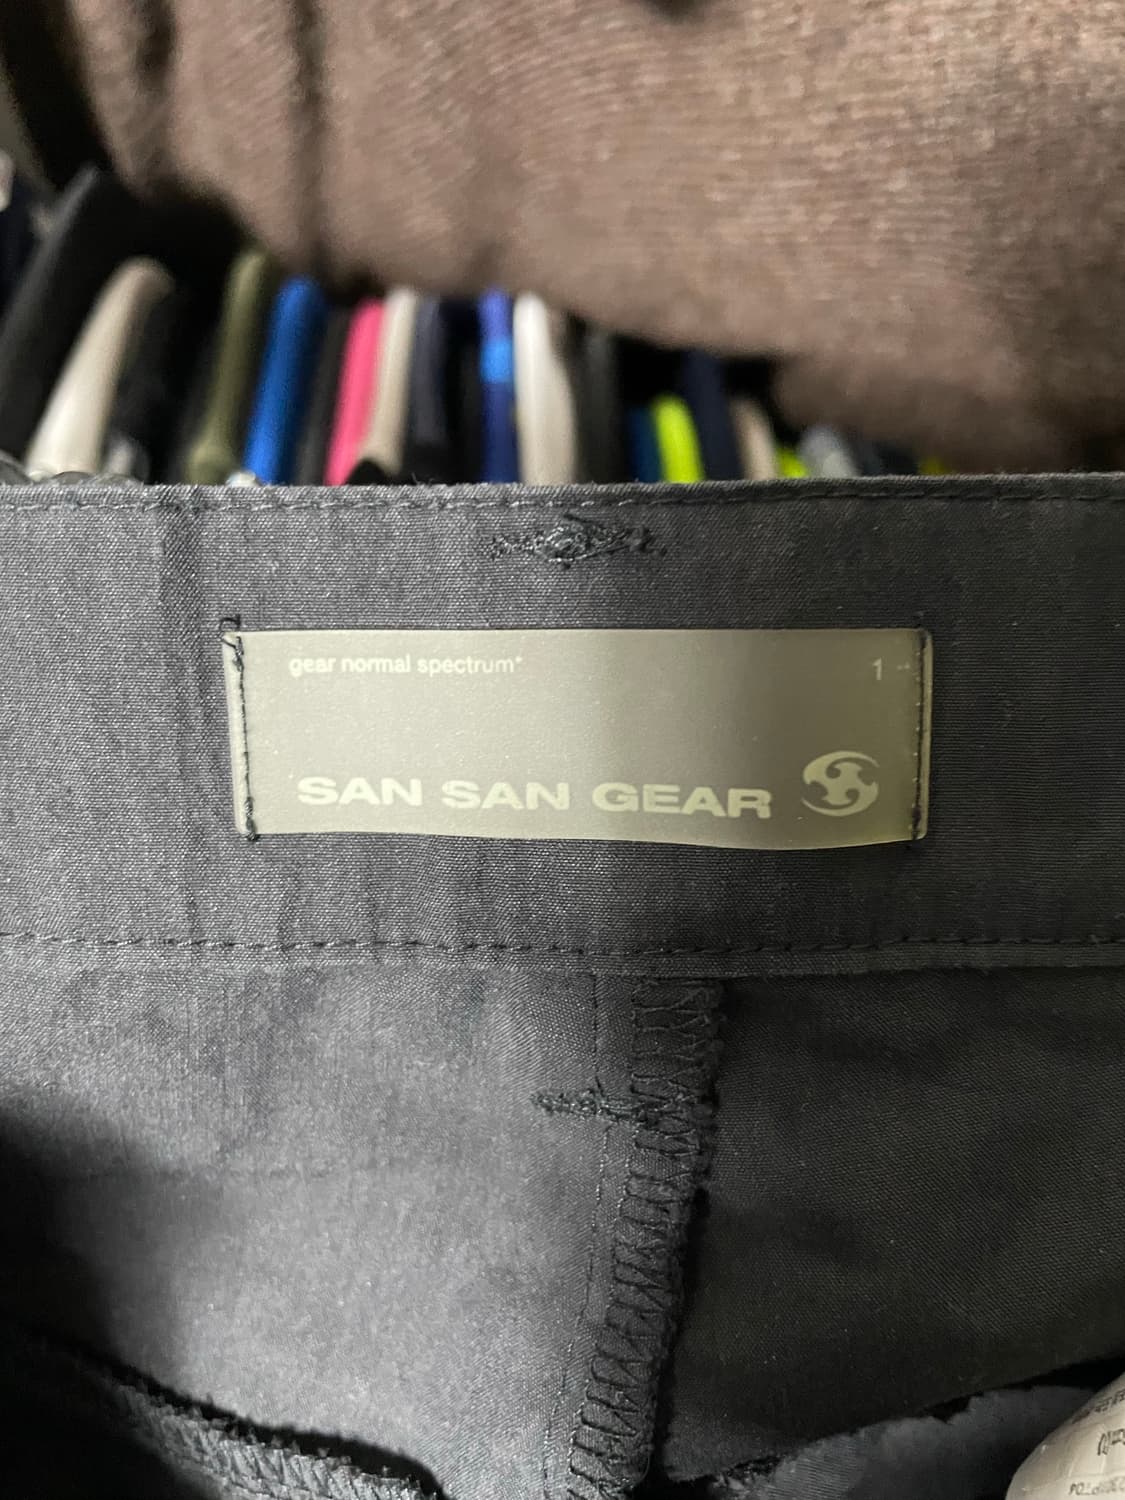 gear normal spectrum*
1
SAN SAN GEAR